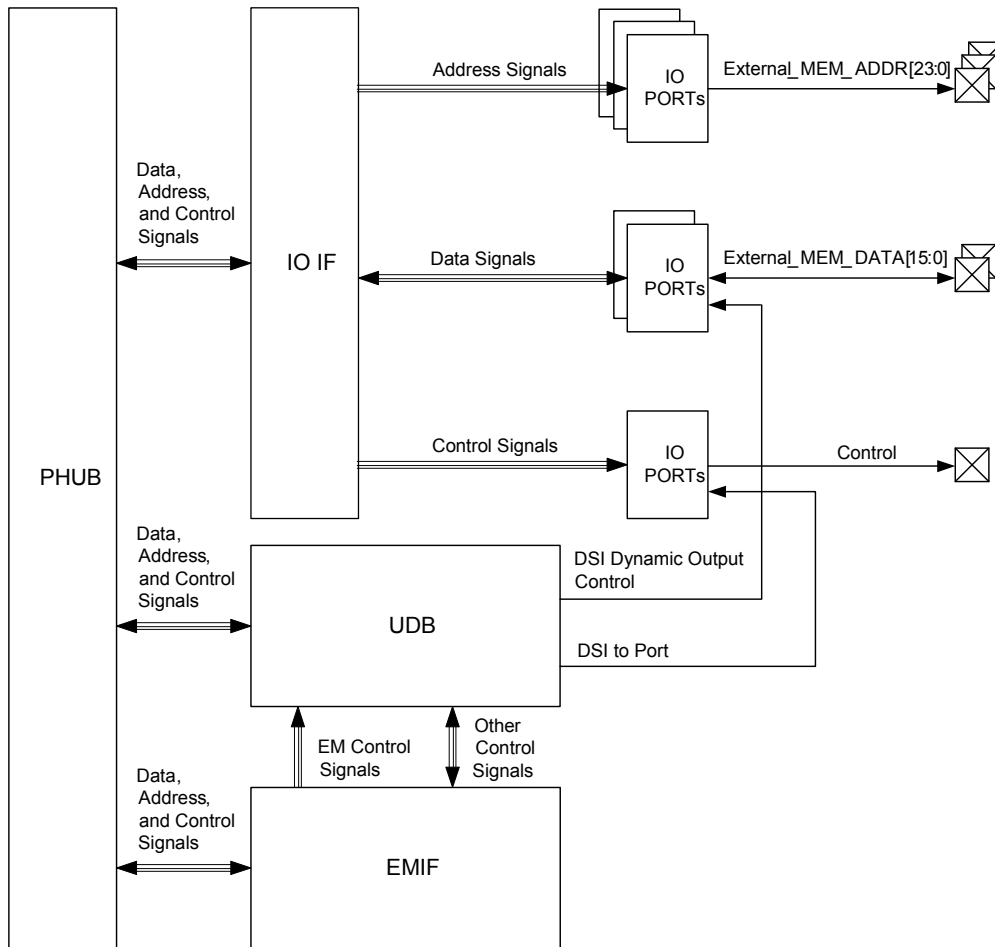 Address Signals
IO
PORTs
External_MEM_ADDR[23:0]
Data,
Address,
and Control
Signals
IO IF
Data Signals
IO
PORTs
External_MEM_DATA[15:0]
Control Signals
IO
PORTs
Control
PHUB
Data,
Address,
and Control
Signals
UDB
DSI Dynamic Output
Control
DSI to Port
EM Control
Signals
Other
Control
Signals
Data,
Address,
and Control
Signals
EMIF